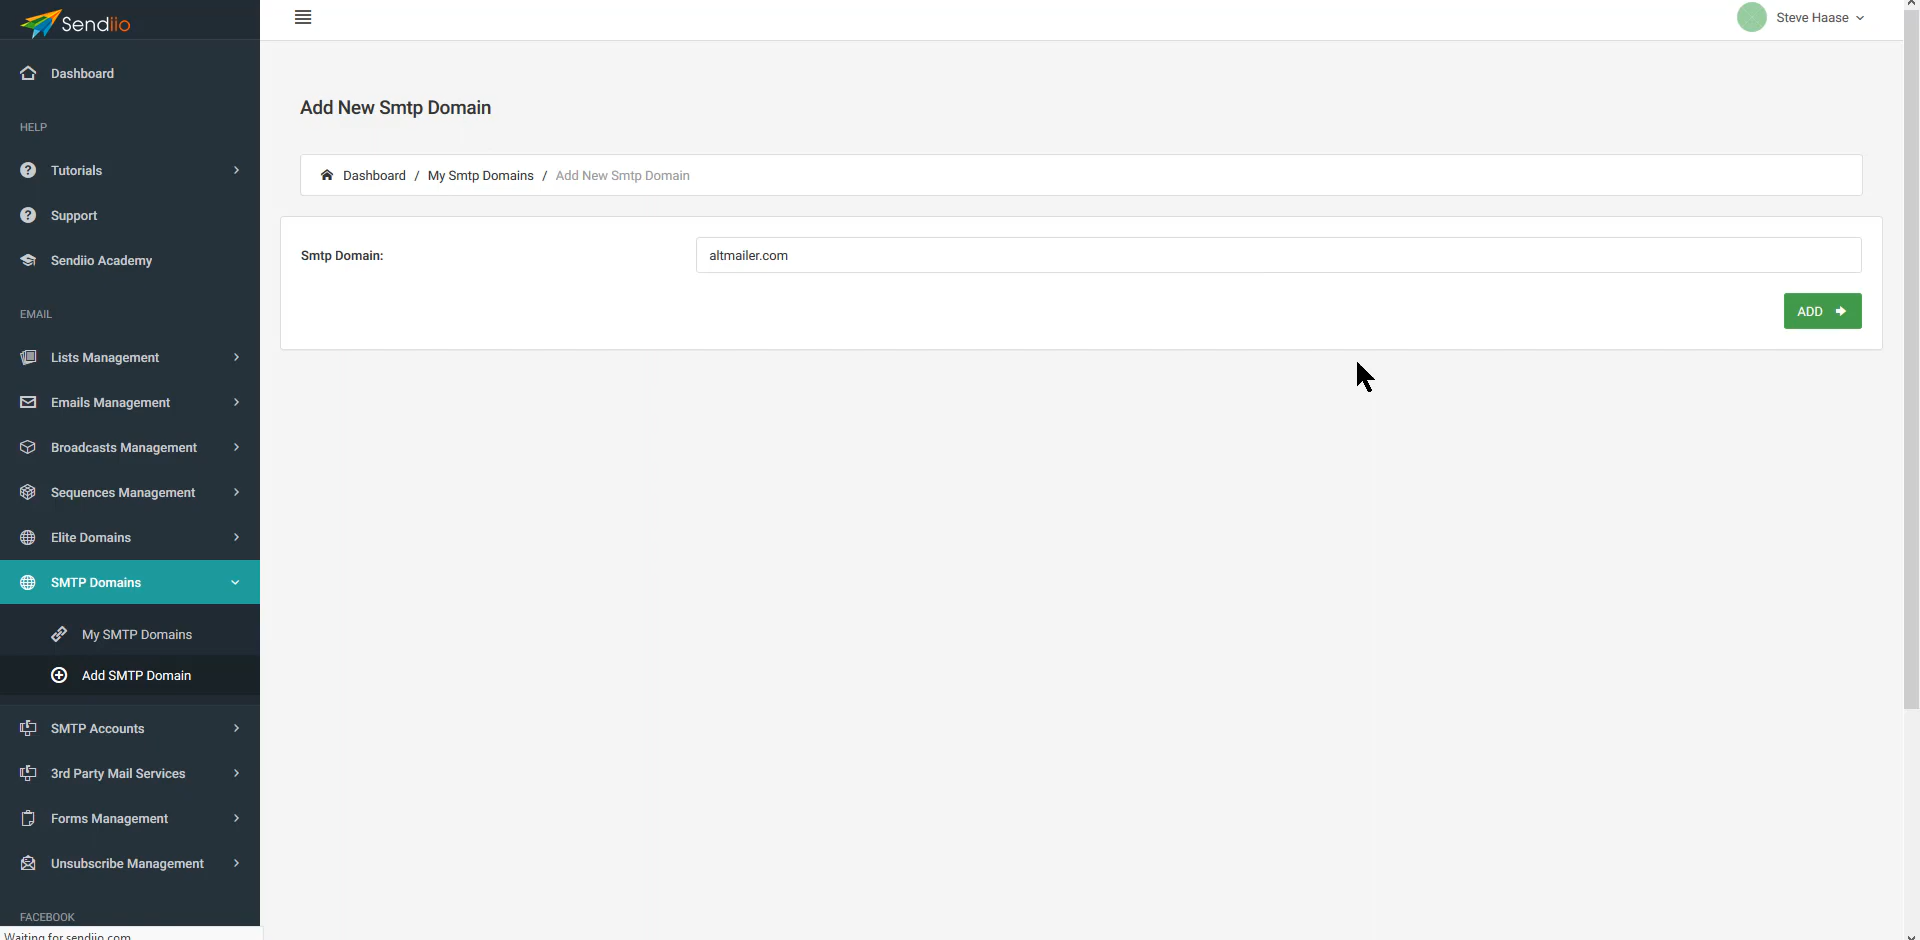 Sendiio
Steve Haase
Dashboard
HELP
Tutorials
Support
Sendiio Academy
EMAIL
Lists Management
Emails Management
Broadcasts Management
Sequences Management
Elite Domains
SMTP Domains
My SMTP Domains
Add SMTP Domain
SMTP Accounts
3rd Party Mail Services
Forms Management
Unsubscribe Management
FACEBOOK
Waiting for sendiio.com
Add New Smtp Domain
Dashboard / My Smtp Domains / Add New Smtp Domain
Smtp Domain:
altmailer.com
ADD